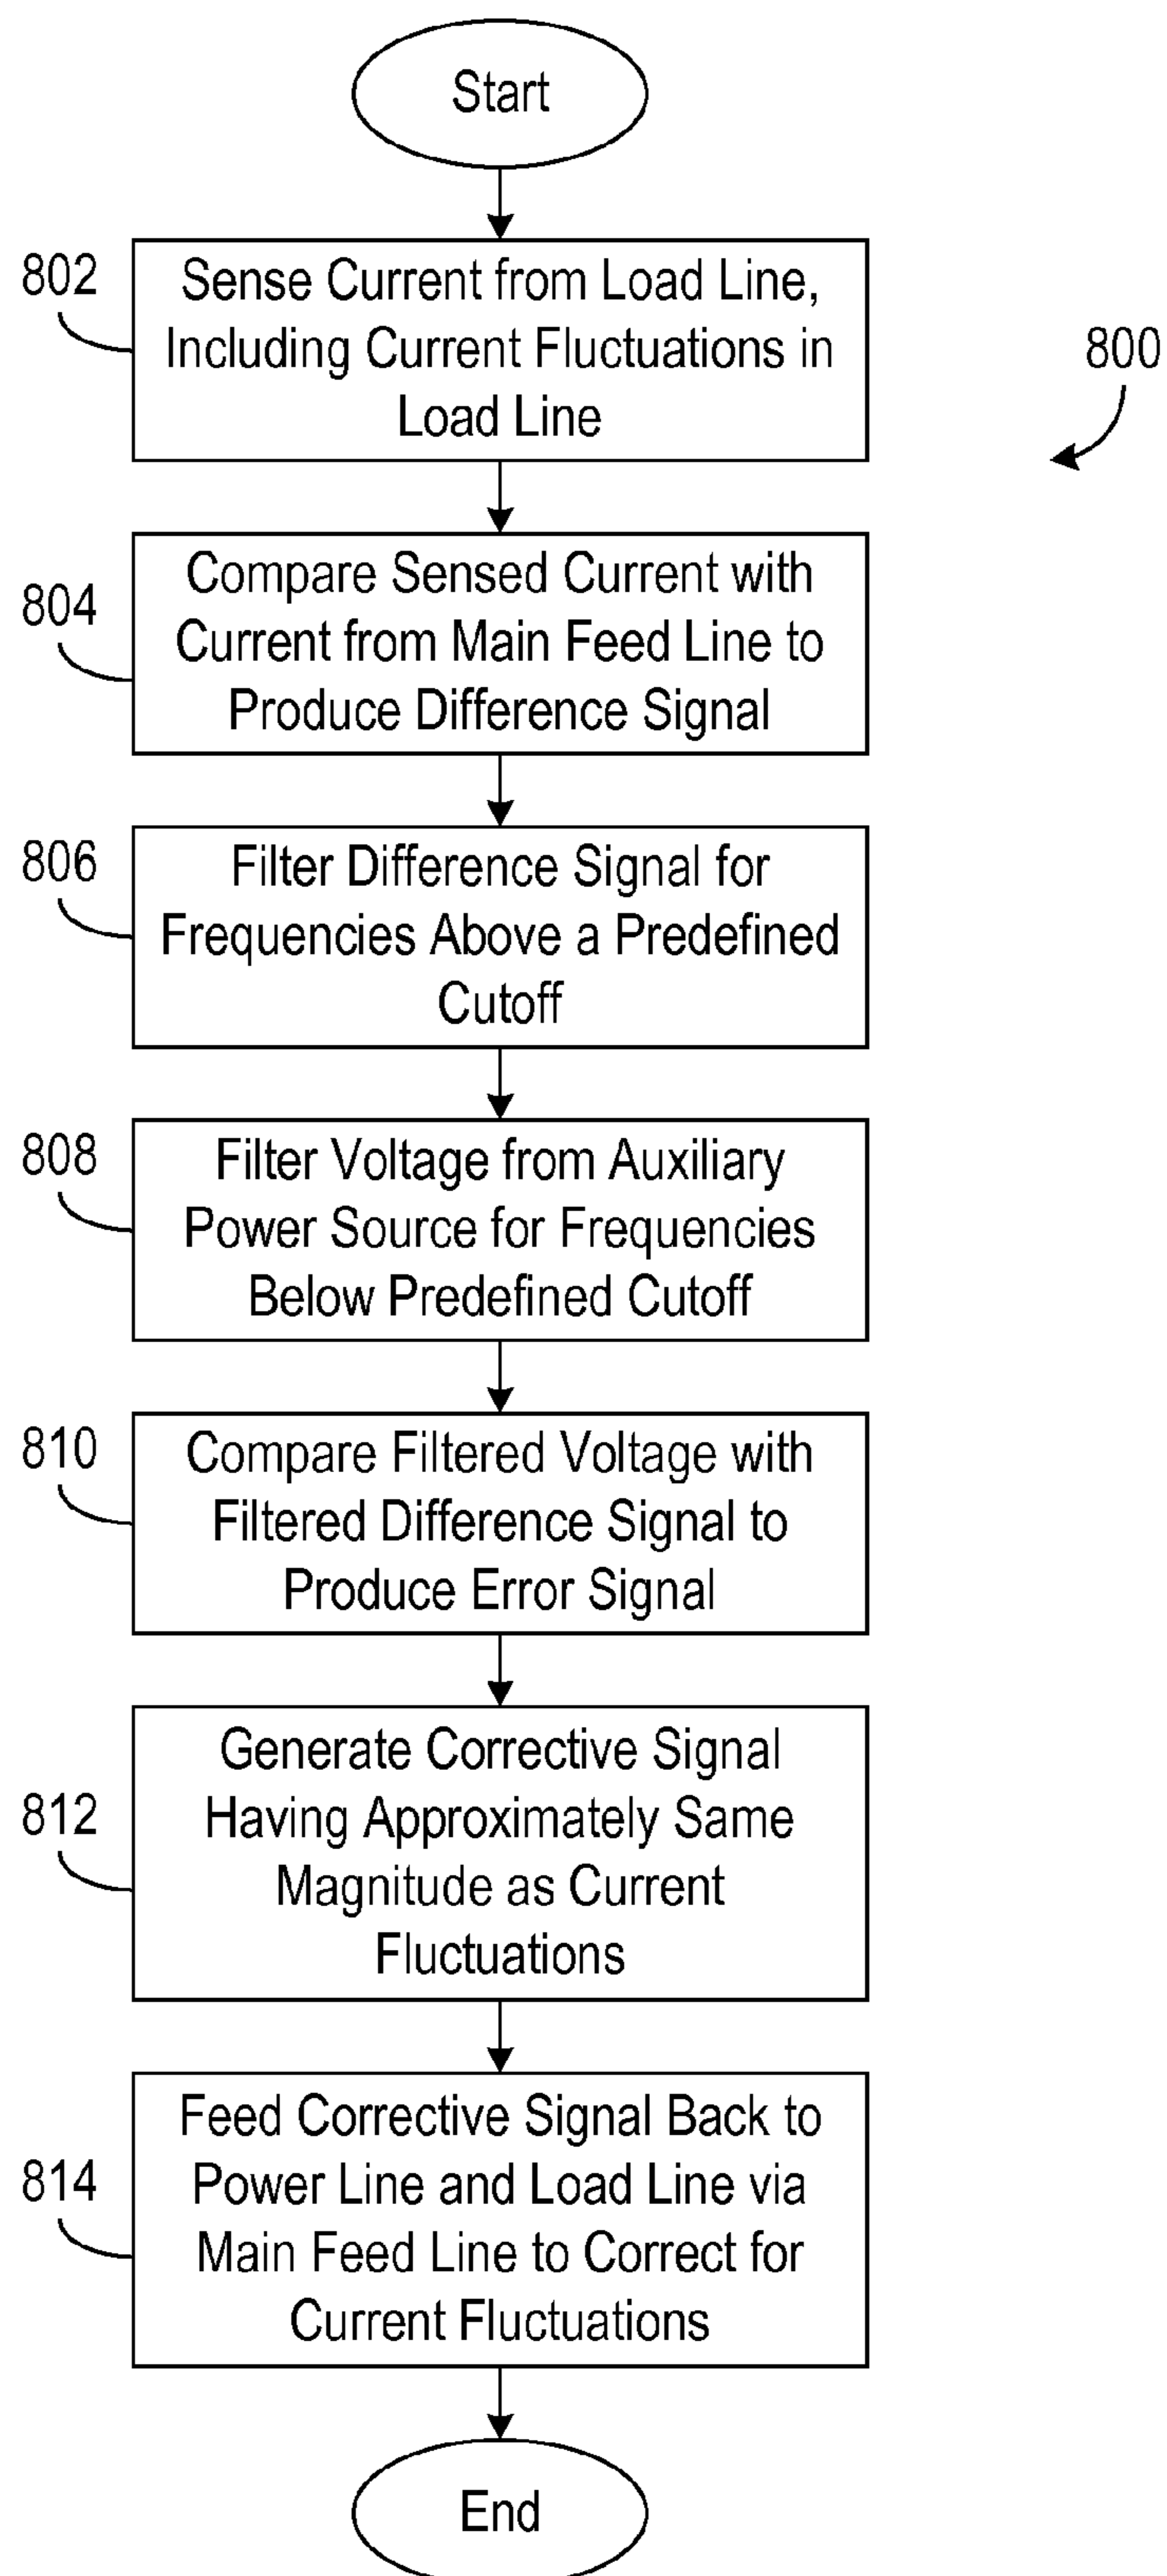 Start
802
Sense Current from Load Line,
Including Current Fluctuations in
Load Line
800
804
Compare Sensed Current with
Current from Main Feed Line to
Produce Difference Signal
806
Filter Difference Signal for
Frequencies Above a Predefined
Cutoff
808
Filter Voltage from Auxiliary
Power Source for Frequencies
Below Predefined Cutoff
810
Compare Filtered Voltage with
Filtered Difference Signal to
Produce Error Signal
812
Generate Corrective Signal
Having Approximately Same
Magnitude as Current
Fluctuations
814
Feed Corrective Signal Back to
Power Line and Load Line via
Main Feed Line to Correct for
Current Fluctuations
End